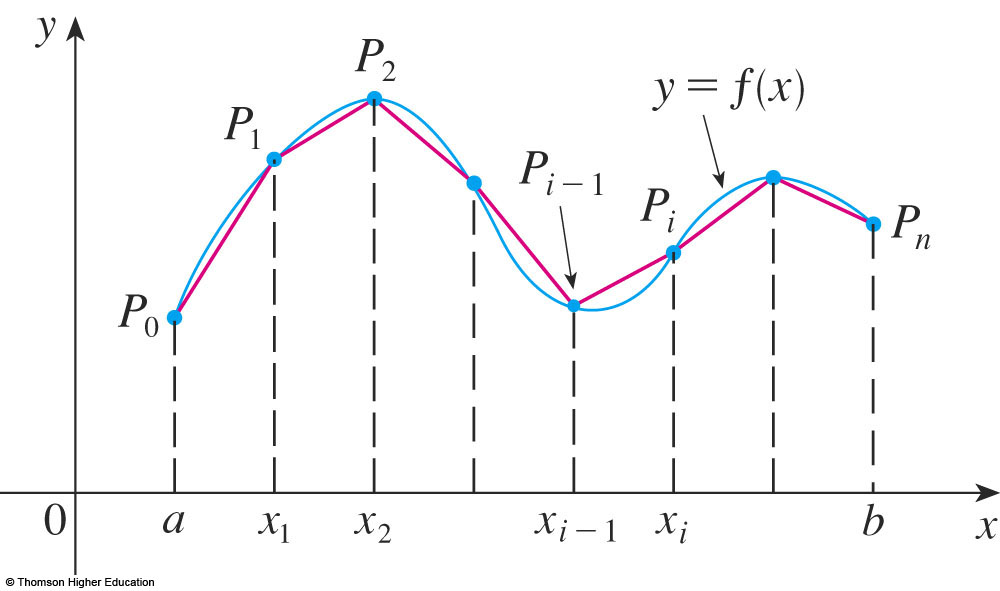 y
P₂
y = f(x)
P₁
Pᵢ₋₁
Pᵢ
Pₙ
P₀
0 a x₁ x₂ xᵢ₋₁ xᵢ b x
© Thomson Higher Education